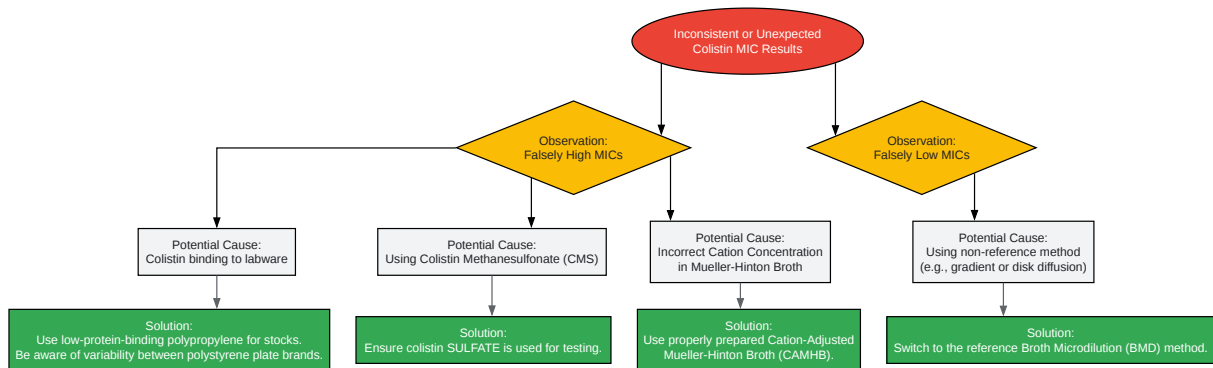 Inconsistent or Unexpected
Colistin MIC Results
Observation:
Falsely High MICs
Observation:
Falsely Low MICs
Potential Cause:
Colistin binding to labware
Potential Cause:
Using Colistin Methanesulfonate (CMS)
Potential Cause:
Incorrect Cation Concentration
in Mueller-Hinton Broth
Potential Cause:
Using non-reference method
(e.g., gradient or disk diffusion)
Solution:
Use low-protein-binding polypropylene for stocks.
Be aware of variability between polystyrene plate brands.
Solution:
Ensure colistin SULFATE is used for testing.
Solution:
Use properly prepared Cation-Adjusted
Mueller-Hinton Broth (CAMHB).
Solution:
Switch to the reference Broth Microdilution (BMD) method.